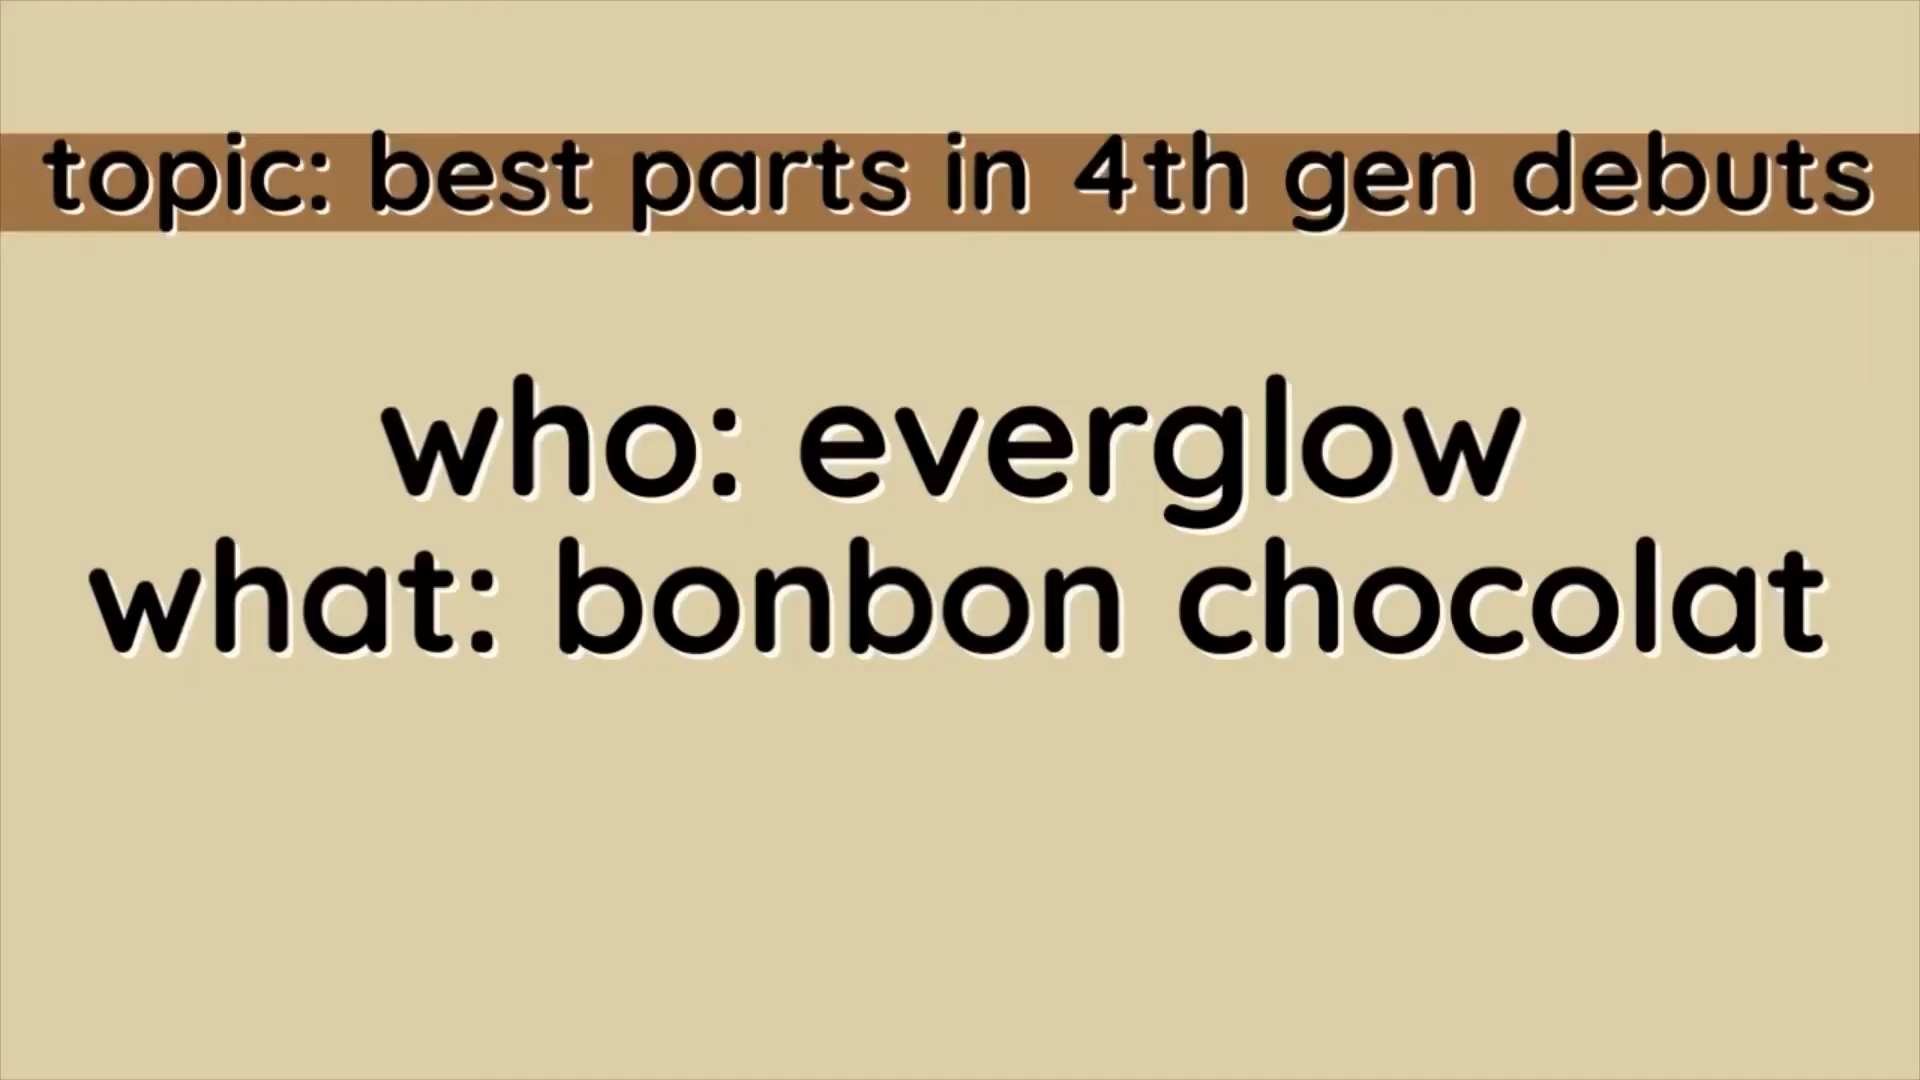 topic: best parts in 4th gen debuts
who: everglow
what: bonbon chocolat